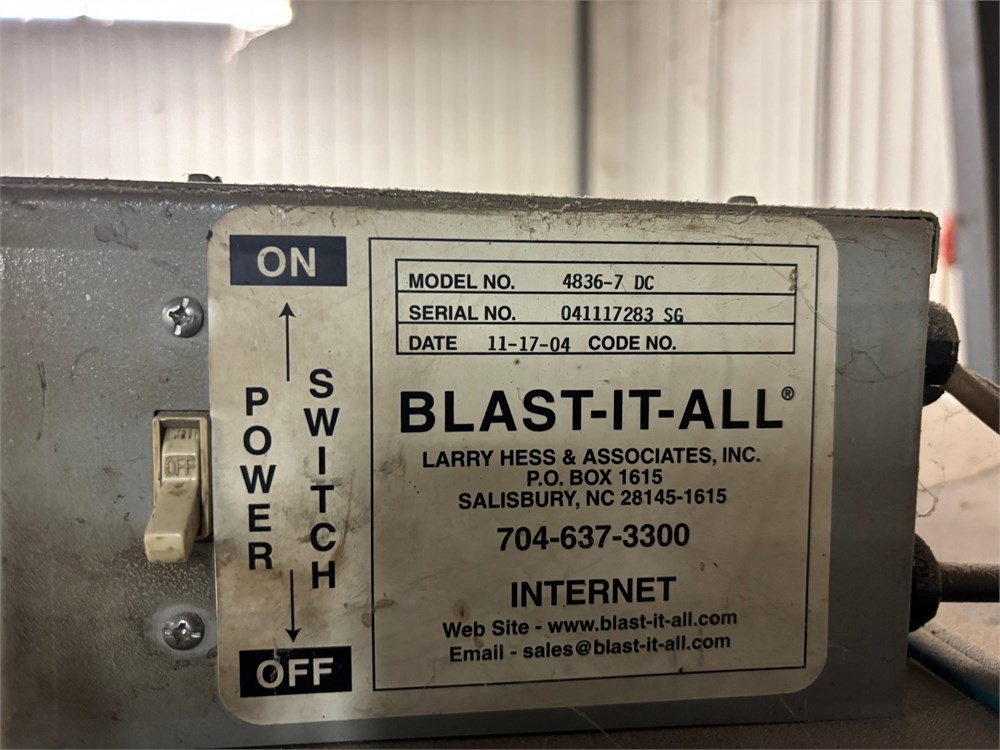 ON
MODEL NO. 4836-7 DC
SERIAL NO. 041117283 SG
DATE 11-17-04 CODE NO.
POWER
SWITCH
OFF
BLAST-IT-ALL®
LARRY HESS & ASSOCIATES, INC.
P.O. BOX 1615
SALISBURY, NC 28145-1615
704-637-3300
INTERNET
Web Site - www.blast-it-all.com
Email - sales@blast-it-all.com
OFF